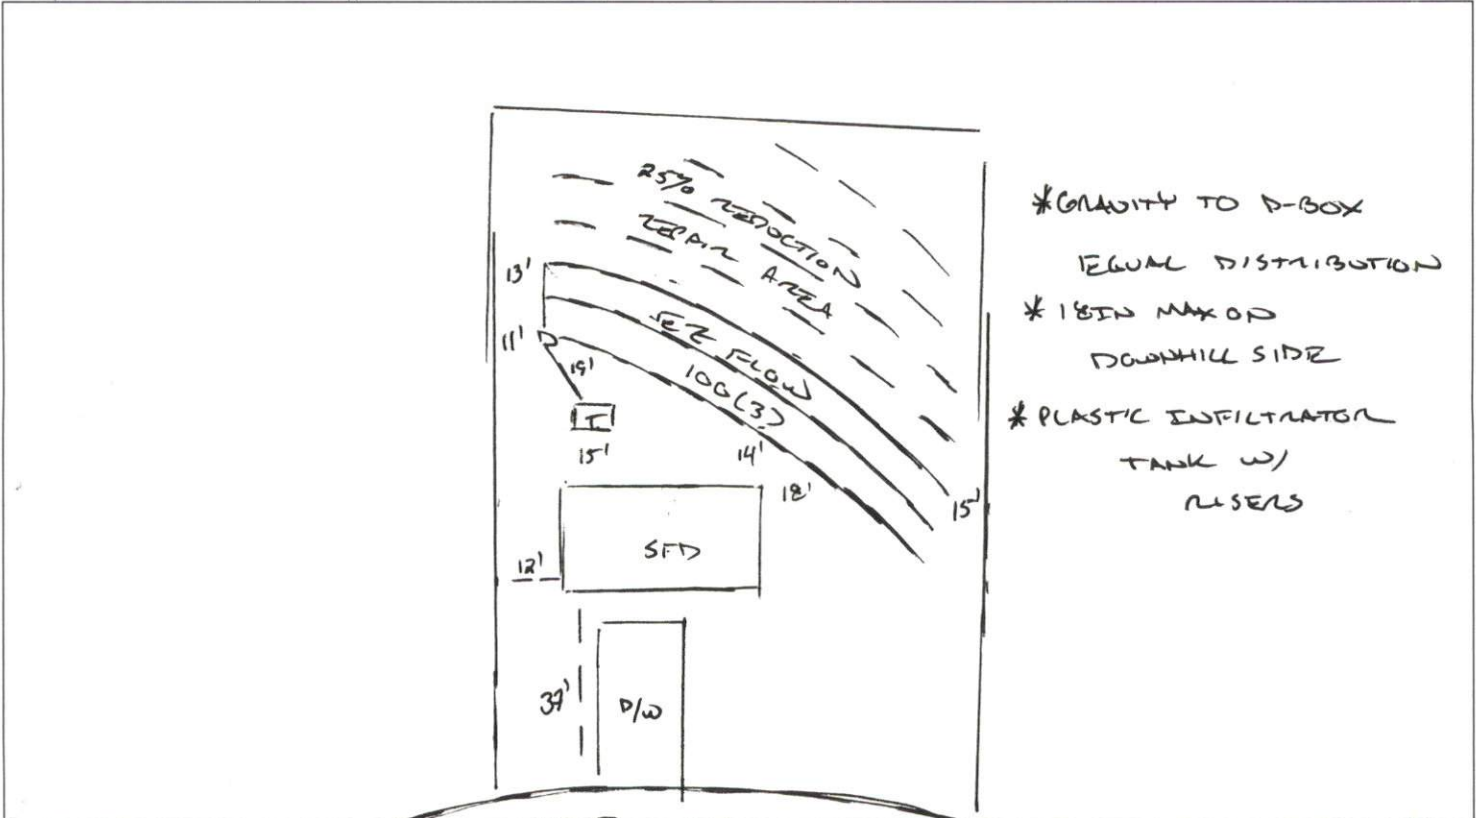 25% REDUCTION
REPAIR AREA
13'
EZ FLOW
11'
D
100(3)
T
15'
14'
18'
15'
SFD
12'
37'
D/W
*GRAVITY TO D-BOX
EQUAL DISTRIBUTION
* 18IN MAX ON
DOWNHILL SIDE
* PLASTIC INFILTRATOR
TANK W/
RISERS